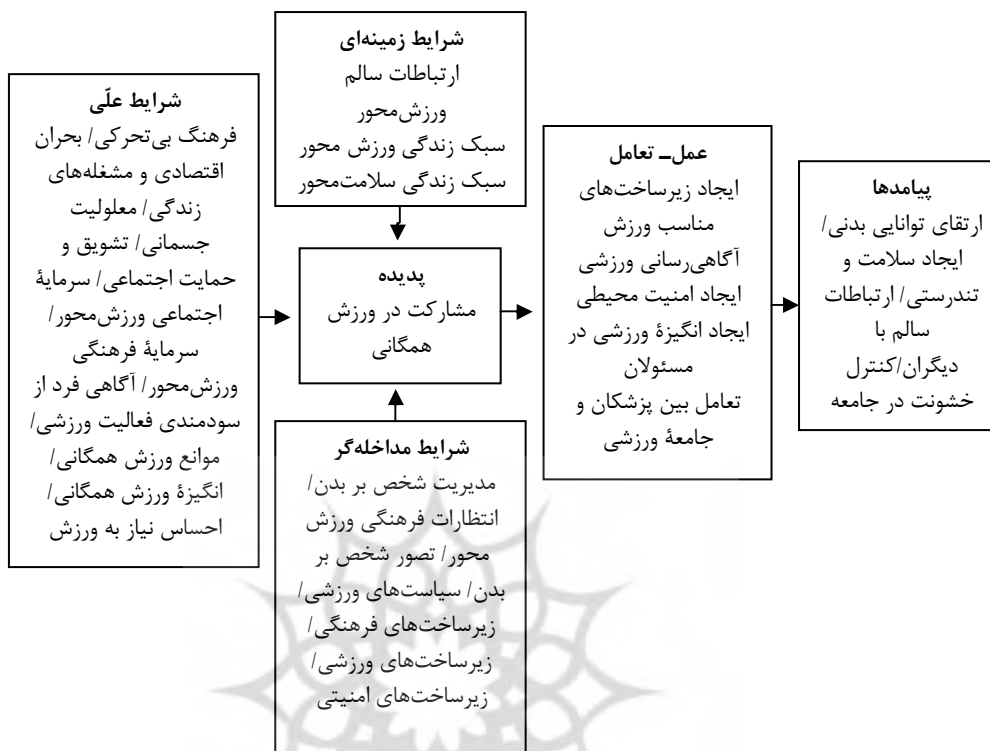 شرایط علّی
فرهنگ بی‌تحرکی/ بحران
اقتصادی و مشغله‌های
زندگی/ معلولیت
جسمانی/ تشویق و
حمایت اجتماعی/ سرمایۀ
اجتماعی ورزش‌محور/
سرمایۀ فرهنگی
ورزش‌محور/ آگاهی فرد از
سودمندی فعالیت ورزشی/
موانع ورزش همگانی/
انگیزۀ ورزش همگانی/
احساس نیاز به ورزش
شرایط زمینه‌ای
ارتباطات سالم
ورزش‌محور
سبک زندگی ورزش محور
سبک زندگی سلامت‌محور
پدیده
مشارکت در ورزش
همگانی
شرایط مداخله‌گر
مدیریت شخص بر بدن/
انتظارات فرهنگی ورزش
محور/ تصور شخص بر
بدن/ سیاست‌های ورزشی/
زیرساخت‌های فرهنگی/
زیرساخت‌های ورزشی/
زیرساخت‌های امنیتی
عمل– تعامل
ایجاد زیرساخت‌های
مناسب ورزش
آگاهی‌رسانی ورزشی
ایجاد امنیت محیطی
ایجاد انگیزۀ ورزشی در
مسئولان
تعامل بین پزشکان و
جامعۀ ورزشی
پیامدها
ارتقای توانایی بدنی/
ایجاد سلامت و
تندرستی/ ارتباطات
سالم با
دیگران/کنترل
خشونت در جامعه